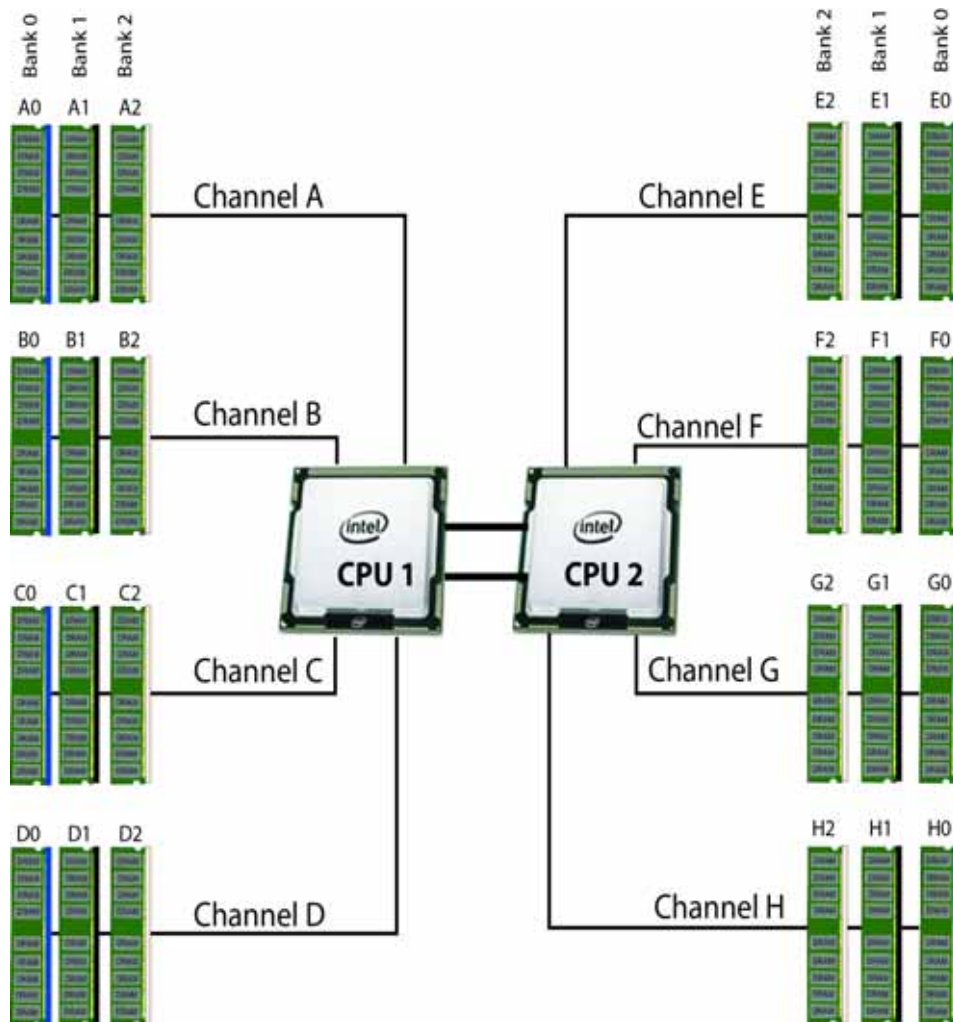 Bank 0 Bank 1 Bank 2
Bank 2 Bank 1 Bank 0
A0 A1 A2
E2 E1 E0
Channel A
Channel E
B0 B1 B2
F2 F1 F0
Channel B
Channel F
intel
CPU 1
intel
CPU 2
C0 C1 C2
G2 G1 G0
Channel C
Channel G
D0 D1 D2
H2 H1 H0
Channel D
Channel H